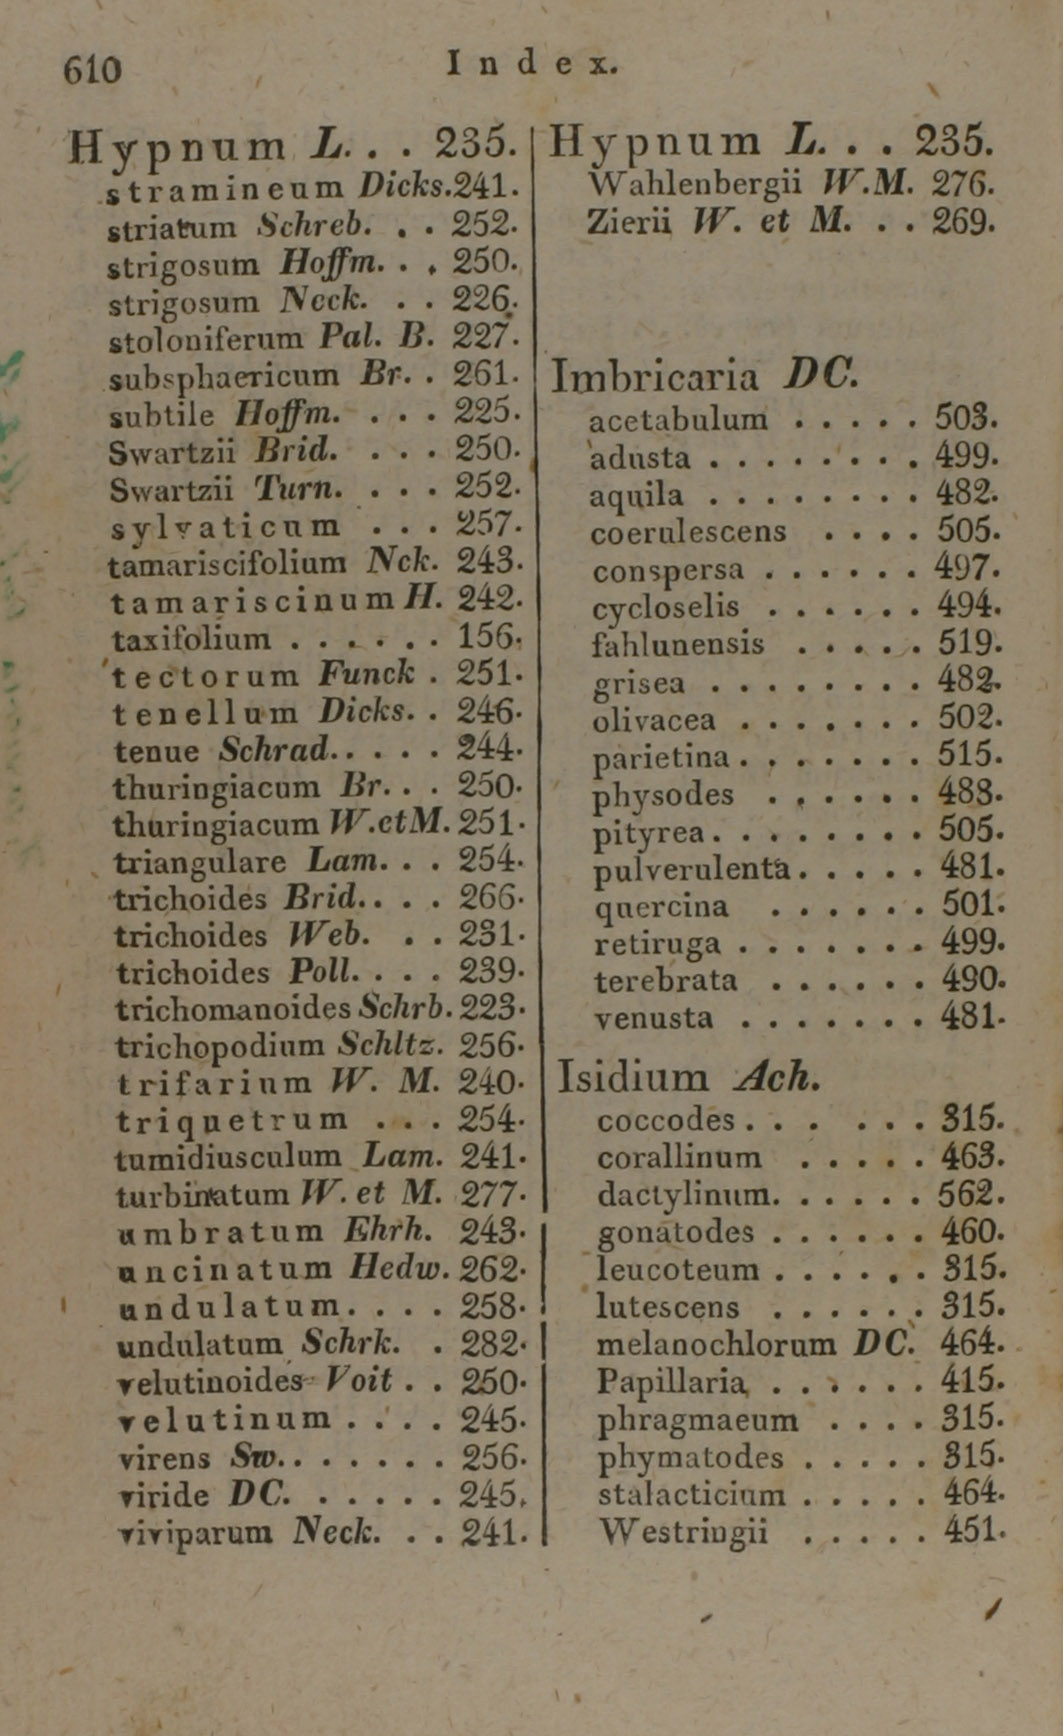 610
Index.
Hypnum L. . . 235.
stramineum Dicks. 241.
striatum Schreb. . . 252.
strigosum Hoffm. . . 250.
strigosum Neck. . . 226.
stoloniferum Pal. B. 227.
subsphaericum Br. . 261.
subtile Hoffm. . . . 225.
Swartzii Brid. . . . 250.
Swartzii Turn. . . . 252.
sylvaticum . . . 257.
tamariscifolium Nck. 243.
tamariscinum H. 242.
taxifolium . . . . . . 156.
tectorum Funck . 251.
tenellum Dicks. . 246.
tenue Schrad. . . . . 244.
thuringiacum Br. . . 250.
thuringiacum W. et M. 251.
triangulare Lam. . . 254.
trichoides Brid. . . . 266.
trichoides Web. . . 231.
trichoides Poll. . . . 239.
trichomanoides Schrb. 223.
trichopodium Schltz. 256.
trifarium W. M. 240.
triquetrum . . . 254.
tumidiusculum Lam. 241.
turbinatum W. et M. 277.
umbratum Ehrh. 243.
uncinatum Hedw. 262.
undulatum. . . . 258.
undulatum Schrk. . 282.
velutinoides Voit . . 250.
velutinum . . . . 245.
virens Sw. . . . . . . 256.
viride DC. . . . . . 245.
viviparum Neck. . . 241.
Hypnum L. . . 235.
Wahlenbergii W.M. 276.
Zierii W. et M. . . 269.
Imbricaria DC.
acetabulum . . . . . 503.
adusta . . . . . . . . 499.
aquila . . . . . . . . 482.
coerulescens . . . . 505.
conspersa . . . . . . 497.
cycloselis . . . . . . 494.
fahlunensis . . . . . 519.
grisea . . . . . . . . 482.
olivacea . . . . . . . 502.
parietina . . . . . . . 515.
physodes . . . . . . 488.
pityrea . . . . . . . . 505.
pulverulenta . . . . . 481.
quercina . . . . . . 501.
retiruga . . . . . . . 499.
terebrata . . . . . . 490.
venusta . . . . . . . 481.
Isidium Ach.
coccodes . . . . . . 315.
corallinum . . . . . 463.
dactylinum. . . . . . 562.
gonatodes . . . . . . 460.
leucoteum . . . . . . 315.
lutescens . . . . . . 315.
melanochlorum DC. 464.
Papillaria . . . . . . 415.
phragmaeum . . . . 315.
phymatodes . . . . . 315.
stalacticium . . . . . 464.
Westringii . . . . . 451.